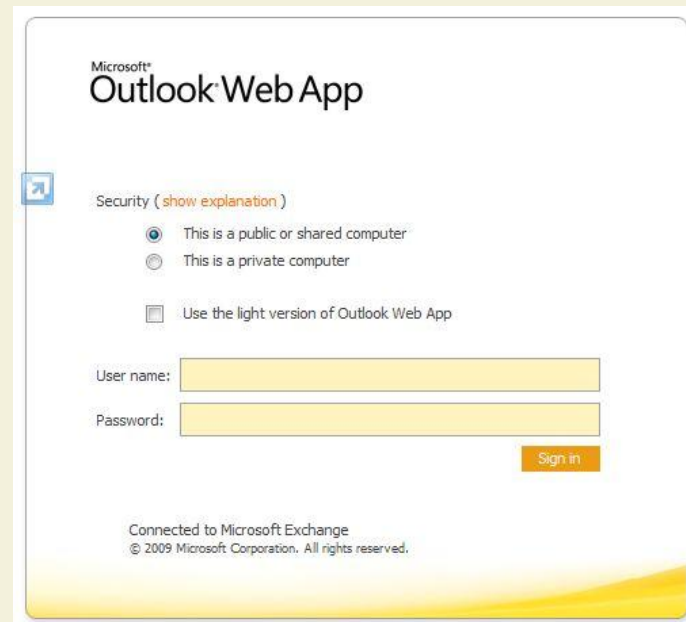 Microsoft®
Outlook® Web App
Security ( show explanation )
This is a public or shared computer
This is a private computer
Use the light version of Outlook Web App
User name:
Password:
Sign in
Connected to Microsoft Exchange
© 2009 Microsoft Corporation. All rights reserved.